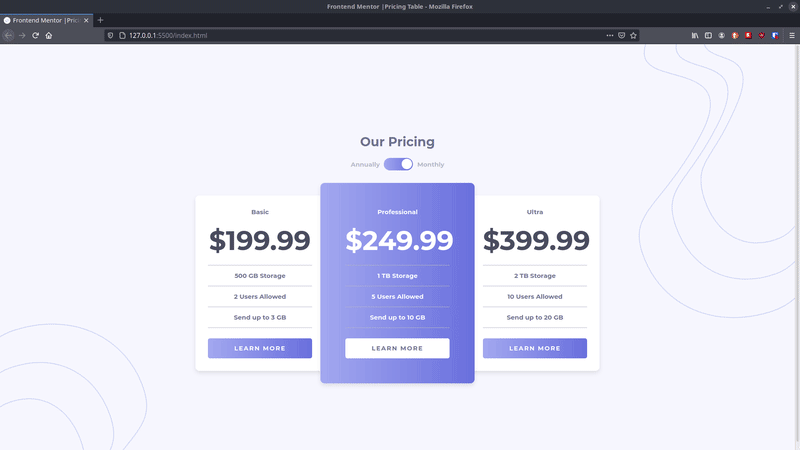 Frontend Mentor |Pricing Table - Mozilla Firefox
Frontend Mentor |Prici
127.0.0.1:5500/index.html
Our Pricing
Annually Monthly
Basic
$199.99
500 GB Storage
2 Users Allowed
Send up to 3 GB
LEARN MORE
Professional
$249.99
1 TB Storage
5 Users Allowed
Send up to 10 GB
LEARN MORE
Ultra
$399.99
2 TB Storage
10 Users Allowed
Send up to 20 GB
LEARN MORE